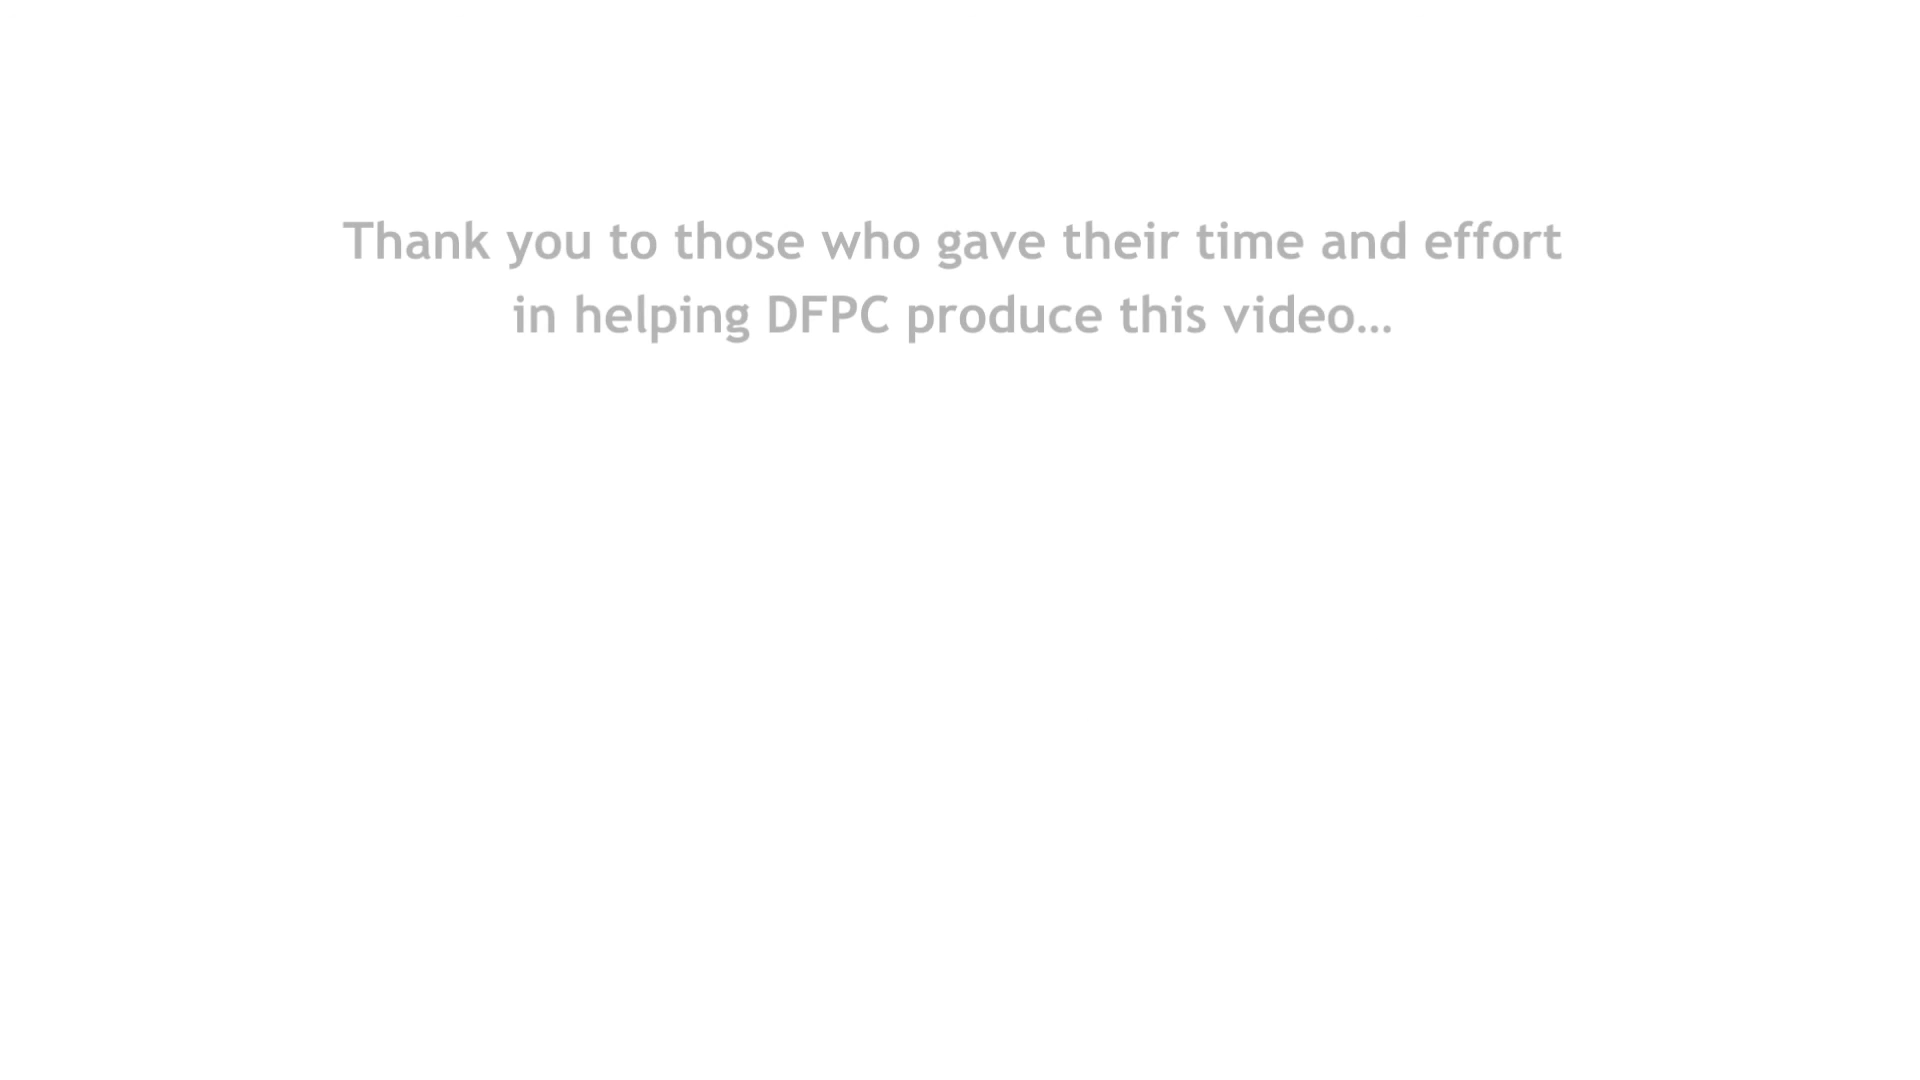 Thank you to those who gave their time and effort
in helping DFPC produce this video…